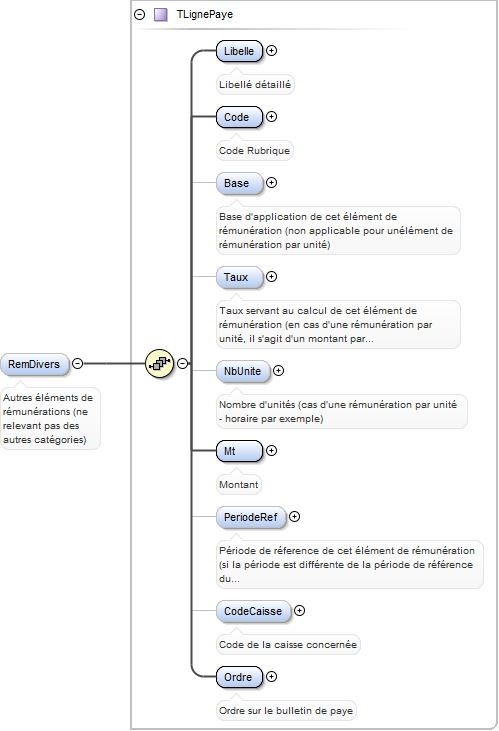 TLignePaye
Libelle
Libellé détaillé
Code
Code Rubrique
Base
Base d'application de cet élément de
rémunération (non applicable pour unélément de
rémunération par unité)
Taux
Taux servant au calcul de cet élément de
rémunération (en cas d'une rémunération par
unité, il s'agit d'un montant par...
RemDivers
Autres éléments de
rémunérations (ne
relevant pas des
autres catégories)
NbUnite
Nombre d'unités (cas d'une rémunération par unité
- horaire par exemple)
Mt
Montant
PeriodeRef
Période de réference de cet élément de rémunération
(si la période est différente de la période de référence
du...
CodeCaisse
Code de la caisse concernée
Ordre
Ordre sur le bulletin de paye